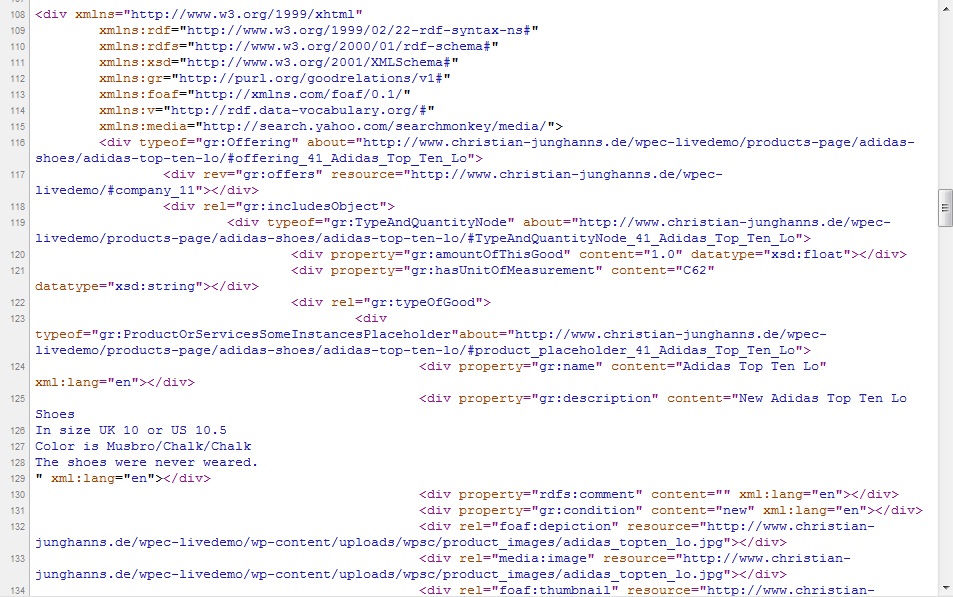 108 <div xmlns="http://www.w3.org/1999/xhtml"
109 xmlns:rdf="http://www.w3.org/1999/02/22-rdf-syntax-ns#"
110 xmlns:rdfs="http://www.w3.org/2000/01/rdf-schema#"
111 xmlns:xsd="http://www.w3.org/2001/XMLSchema#"
112 xmlns:gr="http://purl.org/goodrelations/v1#"
113 xmlns:foaf="http://xmlns.com/foaf/0.1/"
114 xmlns:v="http://rdf.data-vocabulary.org/#"
115 xmlns:media="http://search.yahoo.com/searchmonkey/media/">
116 <div typeof="gr:Offering" about="http://www.christian-junghanns.de/wpec-livedemo/products-page/adidas-
shoes/adidas-top-ten-lo/#offering_41_Adidas_Top_Ten_Lo">
117 <div rev="gr:offers" resource="http://www.christian-junghanns.de/wpec-
livedemo/#company_11"></div>
118 <div rel="gr:includesObject">
119 <div typeof="gr:TypeAndQuantityNode" about="http://www.christian-junghanns.de/wpec-
livedemo/products-page/adidas-shoes/adidas-top-ten-lo/#TypeAndQuantityNode_41_Adidas_Top_Ten_Lo">
120 <div property="gr:amountOfThisGood" content="1.0" datatype="xsd:float"></div>
121 <div property="gr:hasUnitOfMeasurement" content="C62"
datatype="xsd:string"></div>
122 <div rel="gr:typeOfGood">
123 <div
typeof="gr:ProductOrServicesSomeInstancesPlaceholder"about="http://www.christian-junghanns.de/wpec-
livedemo/products-page/adidas-shoes/adidas-top-ten-lo/#product_placeholder_41_Adidas_Top_Ten_Lo">
124 <div property="gr:name" content="Adidas Top Ten Lo"
xml:lang="en"></div>
125 <div property="gr:description" content="New Adidas Top Ten Lo
Shoes
126 In size UK 10 or US 10.5
127 Color is Musbro/Chalk/Chalk
128 The shoes were never weared.
129 " xml:lang="en"></div>
130 <div property="rdfs:comment" content="" xml:lang="en"></div>
131 <div property="gr:condition" content="new" xml:lang="en"></div>
132 <div rel="foaf:depiction" resource="http://www.christian-
junghanns.de/wpec-livedemo/wp-content/uploads/wpsc/product_images/adidas_topten_lo.jpg"></div>
133 <div rel="media:image" resource="http://www.christian-
junghanns.de/wpec-livedemo/wp-content/uploads/wpsc/product_images/adidas_topten_lo.jpg"></div>
134 <div rel="foaf:thumbnail" resource="http://www.christian-